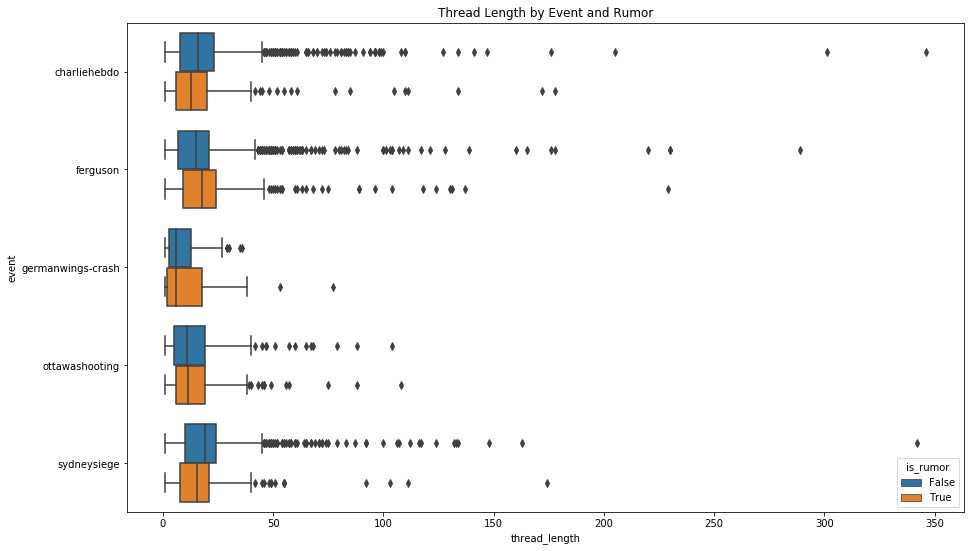 Thread Length by Event and Rumor
charliehebdo
ferguson
germanwings-crash
ottawashooting
sydneysiege
event
0 50 100 150 200 250 300 350
thread_length
is_rumor
False
True